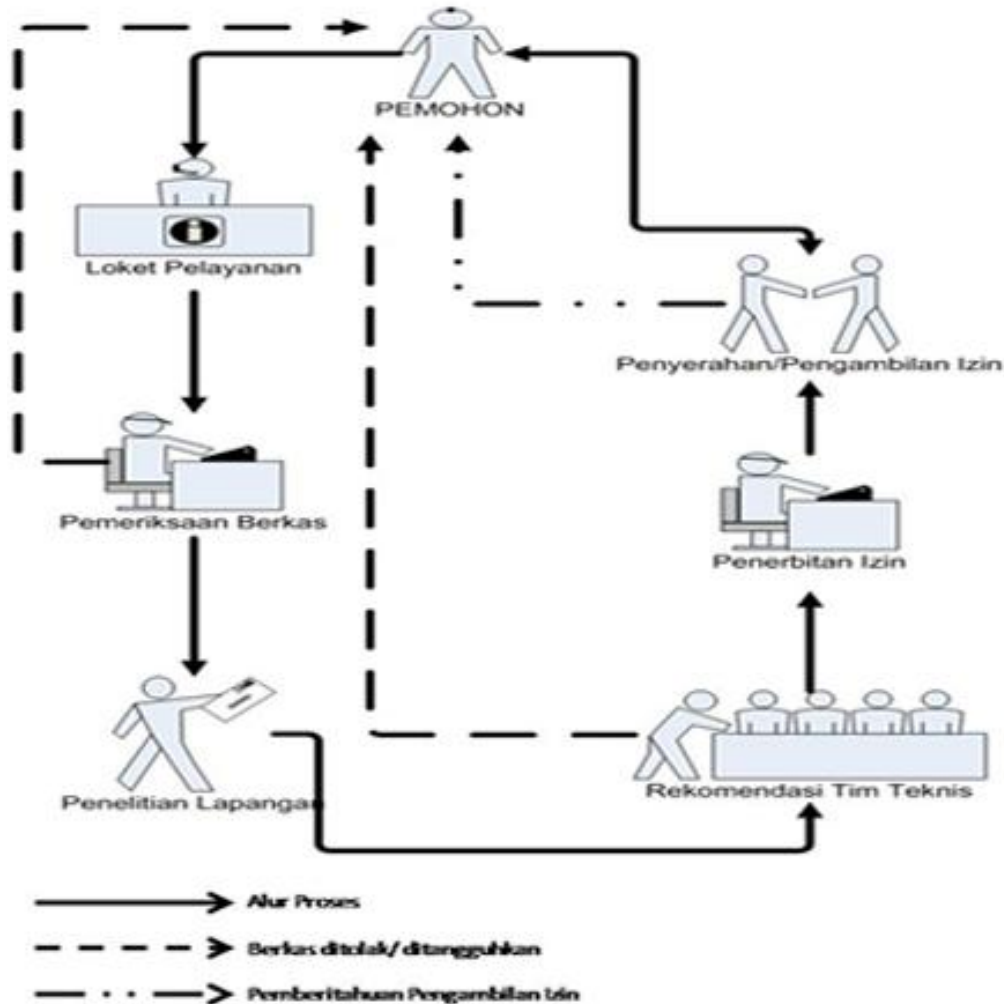 PEMOHON
Loket Pelayanan
Penyerahan/Pengambilan Izin
Pemeriksaan Berkas
Penerbitan Izin
Penelitian Lapangan
Rekomendasi Tim Teknis
Alur Proses
Berkas ditolak/ ditangguhkan
Pemberitahuan Pengambilan Izin